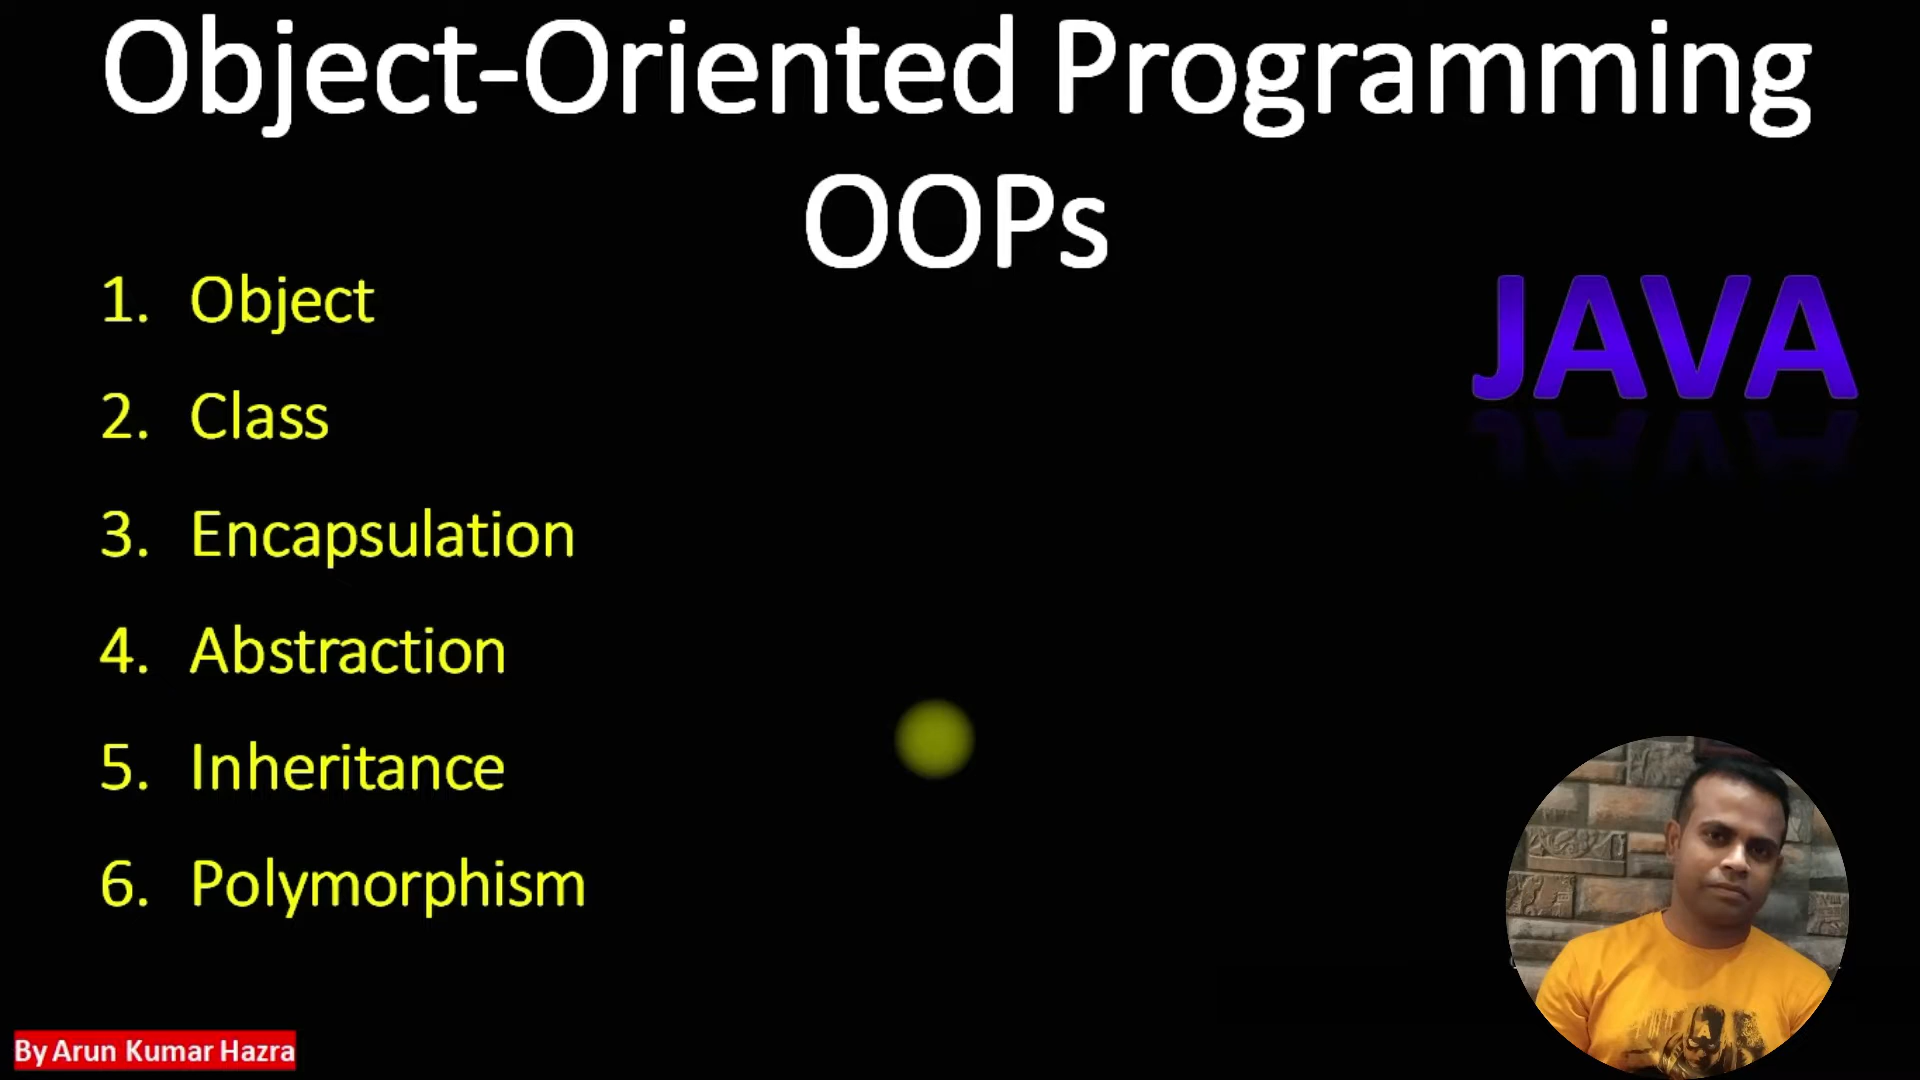 Object-Oriented Programming
OOPs
1. Object
JAVA
2. Class
3. Encapsulation
4. Abstraction
5. Inheritance
6. Polymorphism
By Arun Kumar Hazra